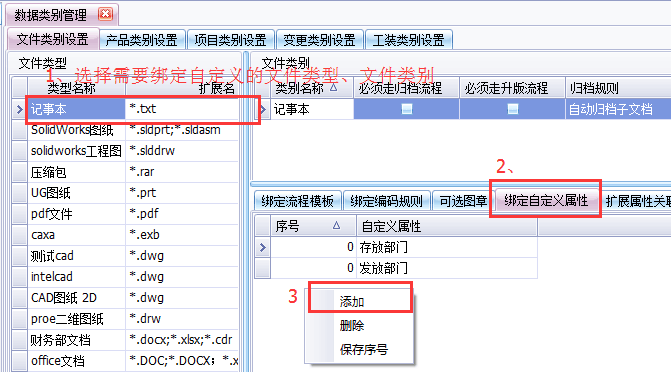 数据类别管理
文件类别设置 产品类别设置 项目类别设置 变更类别设置 工装类别设置
文件类型
1、选择需要绑定自定义的文件类型、文件类别
类型名称 扩展名
记事本 *.txt
SolidWorks图纸 *.sldprt;*.sldasm
solidworks工程图 *.slddrw
压缩包 *.rar
UG图纸 *.prt
pdf文件 *.pdf
caxa *.exb
测试cad *.dwg
intelcad *.dwg
CAD图纸 2D *.dwg
proe二维图纸 *.drw
财务部文档 *.docx;*.xlsx;*.cdr
office文档 *.DOC;*.DOCX；*.x
文件类别
类别名称 必须走归档流程 必须走升版流程 归档规则
记事本 自动归档子文档
2、
绑定流程模板 绑定编码规则 可选图章 绑定自定义属性 扩展属性关联
序号 自定义属性
0 存放部门
0 发放部门
3
添加
删除
保存序号